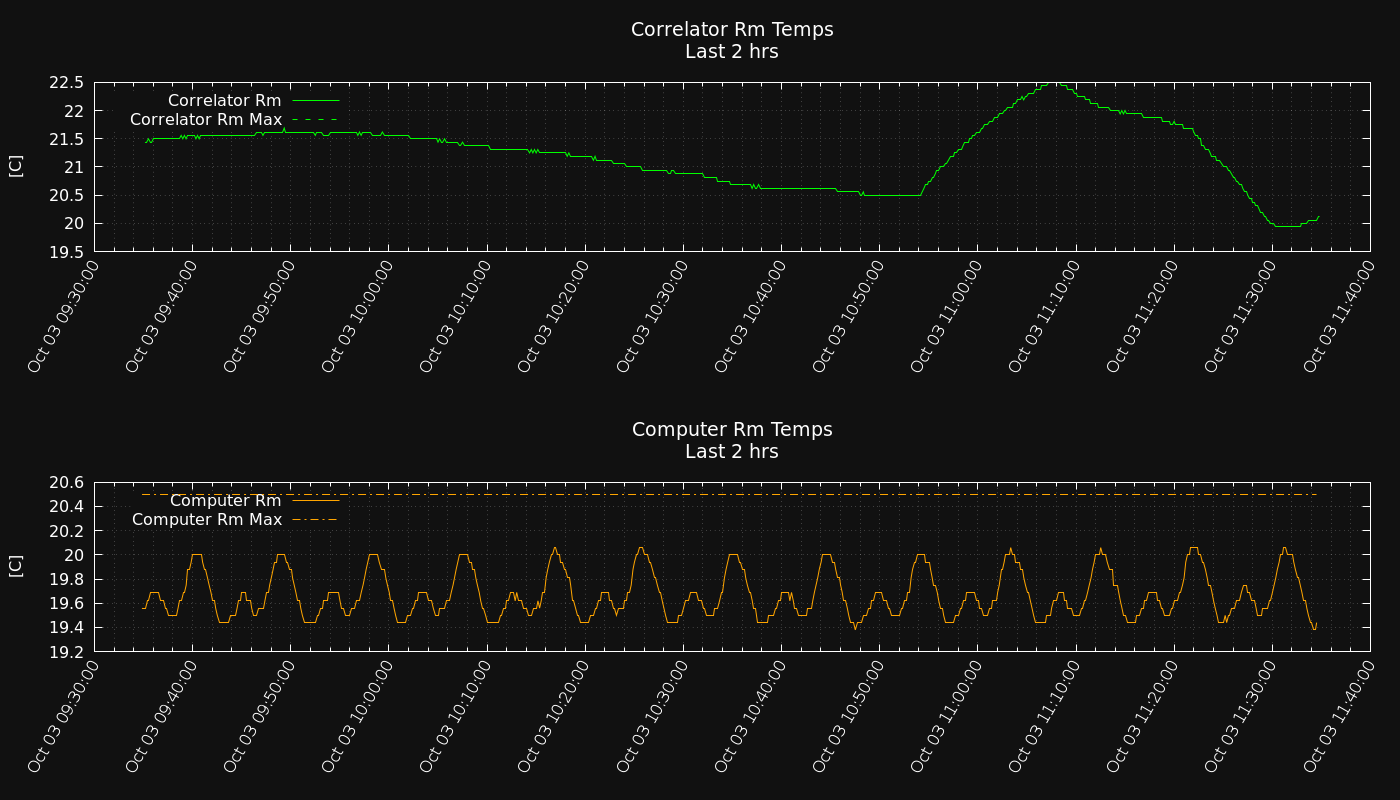 Correlator Rm Temps
Last 2 hrs
22.5
22
21.5
21
20.5
20
19.5
[C]
Correlator Rm
Correlator Rm Max
Oct 03 09:30:00
Oct 03 09:40:00
Oct 03 09:50:00
Oct 03 10:00:00
Oct 03 10:10:00
Oct 03 10:20:00
Oct 03 10:30:00
Oct 03 10:40:00
Oct 03 10:50:00
Oct 03 11:00:00
Oct 03 11:10:00
Oct 03 11:20:00
Oct 03 11:30:00
Oct 03 11:40:00
Computer Rm Temps
Last 2 hrs
20.6
20.4
20.2
20
19.8
19.6
19.4
19.2
[C]
Computer Rm
Computer Rm Max
Oct 03 09:30:00
Oct 03 09:40:00
Oct 03 09:50:00
Oct 03 10:00:00
Oct 03 10:10:00
Oct 03 10:20:00
Oct 03 10:30:00
Oct 03 10:40:00
Oct 03 10:50:00
Oct 03 11:00:00
Oct 03 11:10:00
Oct 03 11:20:00
Oct 03 11:30:00
Oct 03 11:40:00